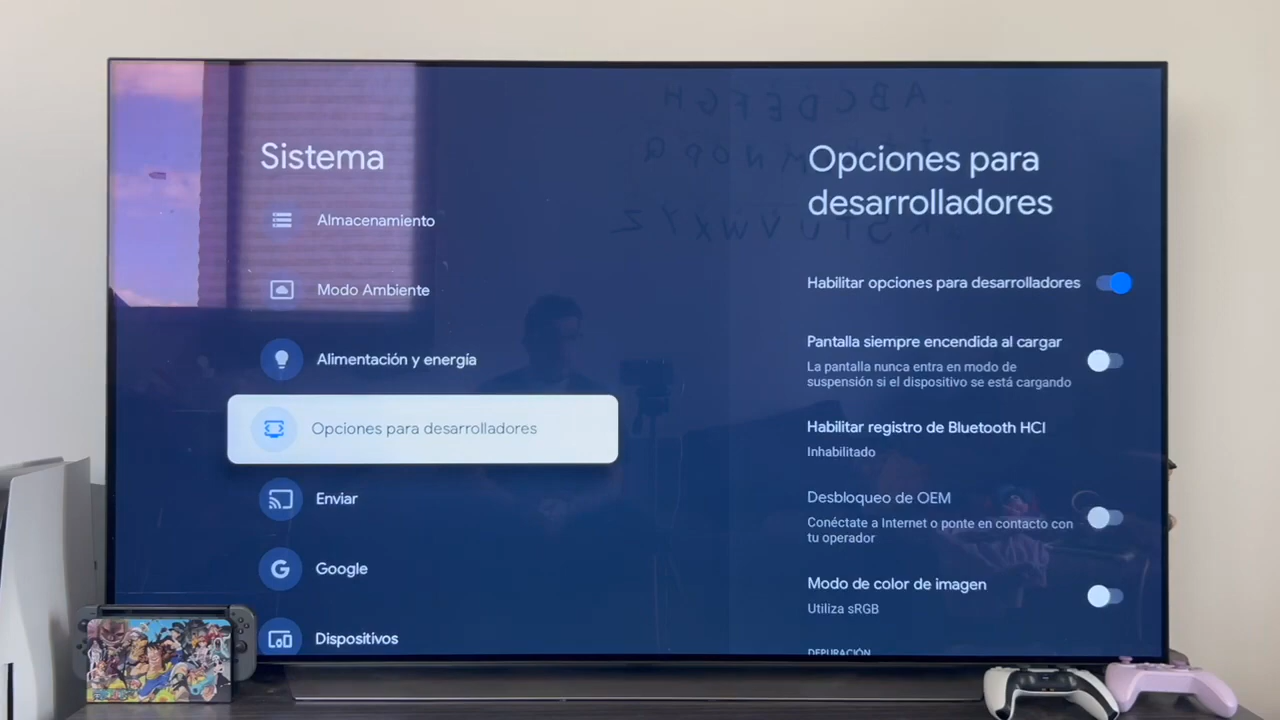 Sistema
Almacenamiento
Modo Ambiente
Alimentación y energía
Opciones para desarrolladores
Enviar
Google
Dispositivos
Opciones para
desarrolladores
Habilitar opciones para desarrolladores
Pantalla siempre encendida al cargar
La pantalla nunca entra en modo de
suspensión si el dispositivo se está cargando
Habilitar registro de Bluetooth HCI
Inhabilitado
Desbloqueo de OEM
Conéctate a Internet o ponte en contacto con
tu operador
Modo de color de imagen
Utiliza sRGB
DEPURACIÓN